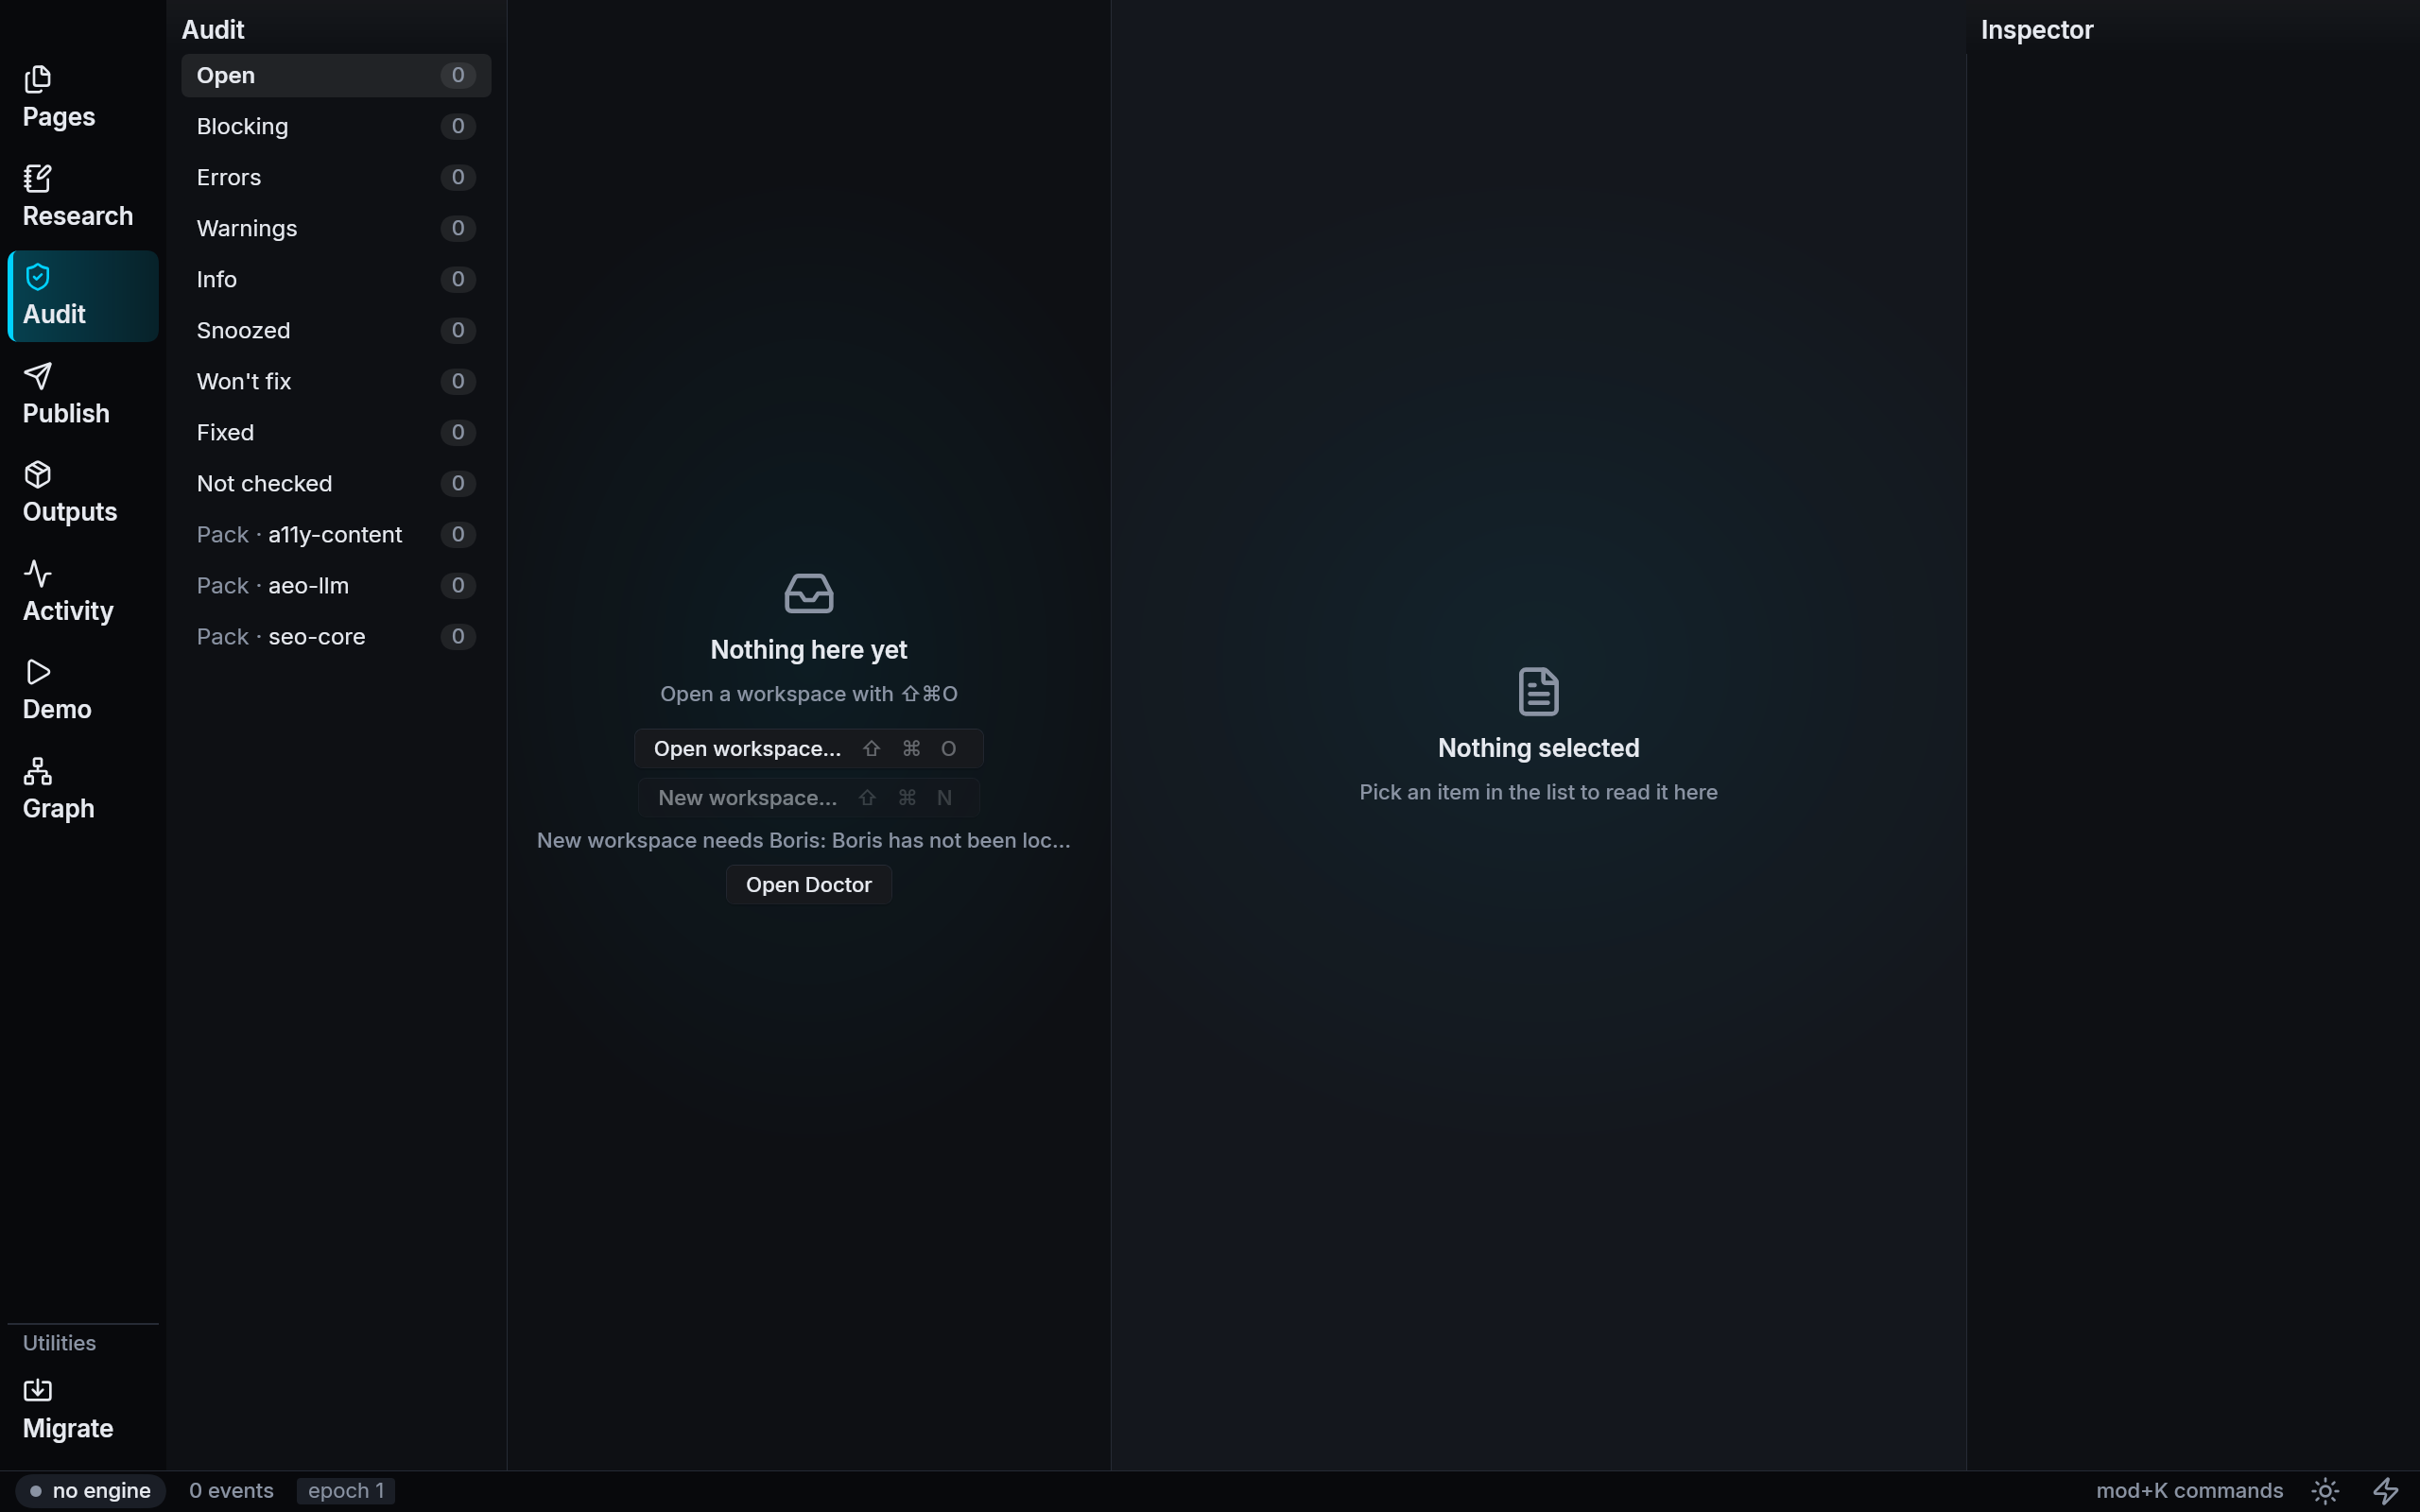 Pages
Research
Audit
Publish
Outputs
Activity
Demo
Graph
Utilities
Migrate
Audit
Open 0
Blocking 0
Errors 0
Warnings 0
Info 0
Snoozed 0
Won't fix 0
Fixed 0
Not checked 0
Pack · a11y-content 0
Pack · aeo-llm 0
Pack · seo-core 0
Nothing here yet
Open a workspace with ⇧⌘O
Open workspace... ⇧ ⌘ O
New workspace... ⇧ ⌘ N
New workspace needs Boris: Boris has not been loc...
Open Doctor
Nothing selected
Pick an item in the list to read it here
Inspector
no engine 0 events epoch 1
mod+K commands